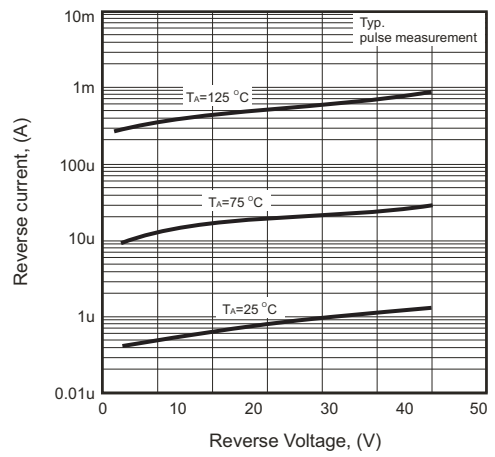 Typ.
pulse measurement
10m
1m
100u
10u
1u
0.01u
Reverse current, (A)
TA=125 °C
TA=75 °C
TA=25 °C
0 10 20 30 40 50
Reverse Voltage, (V)